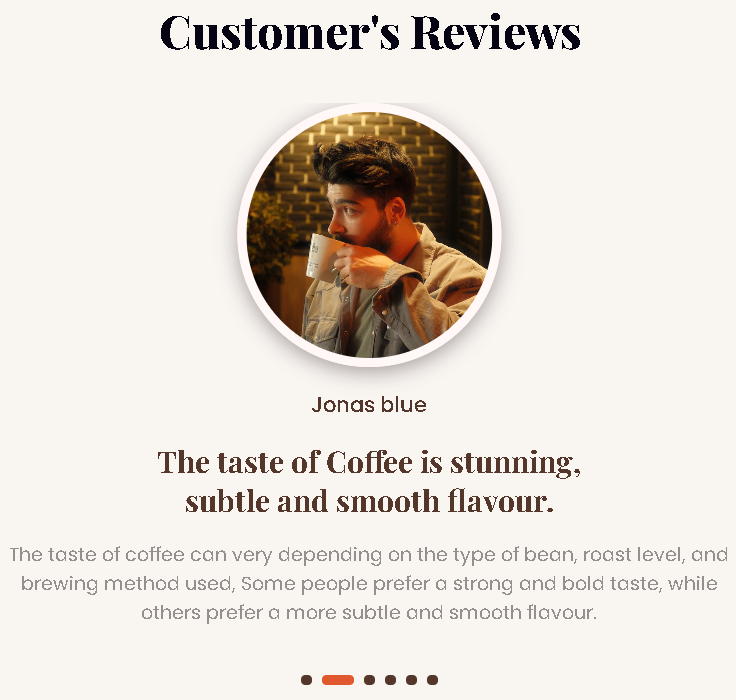 Customer's Reviews
Jonas blue
The taste of Coffee is stunning,
subtle and smooth flavour.
The taste of coffee can very depending on the type of bean, roast level, and
brewing method used, Some people prefer a strong and bold taste, while
others prefer a more subtle and smooth flavour.